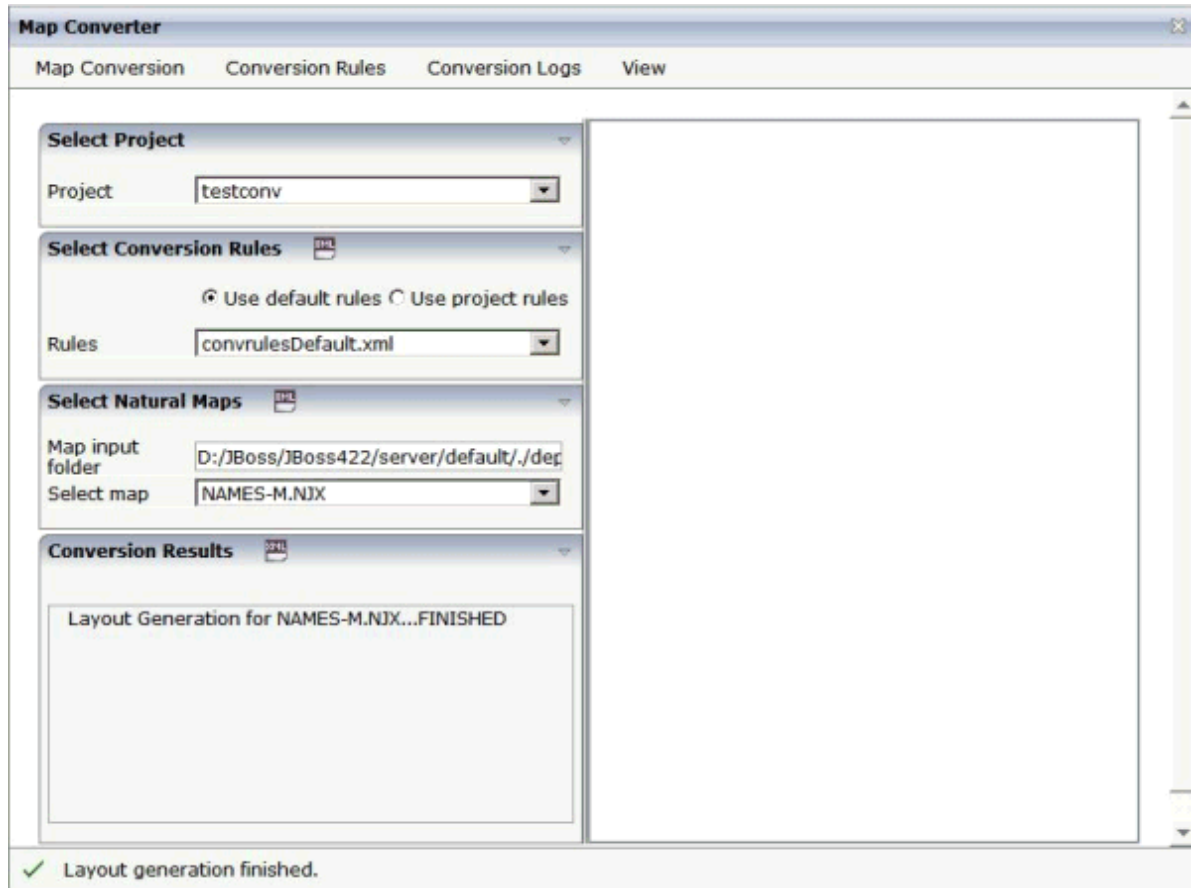 Map Converter
Map Conversion Conversion Rules Conversion Logs View
Select Project
Project testconv
Select Conversion Rules
Use default rules Use project rules
Rules convrulesDefault.xml
Select Natural Maps
Map input
folder D:/JBoss/JBoss422/server/default/./dep
Select map NAMES-M.NJX
Conversion Results
Layout Generation for NAMES-M.NJX...FINISHED
Layout generation finished.